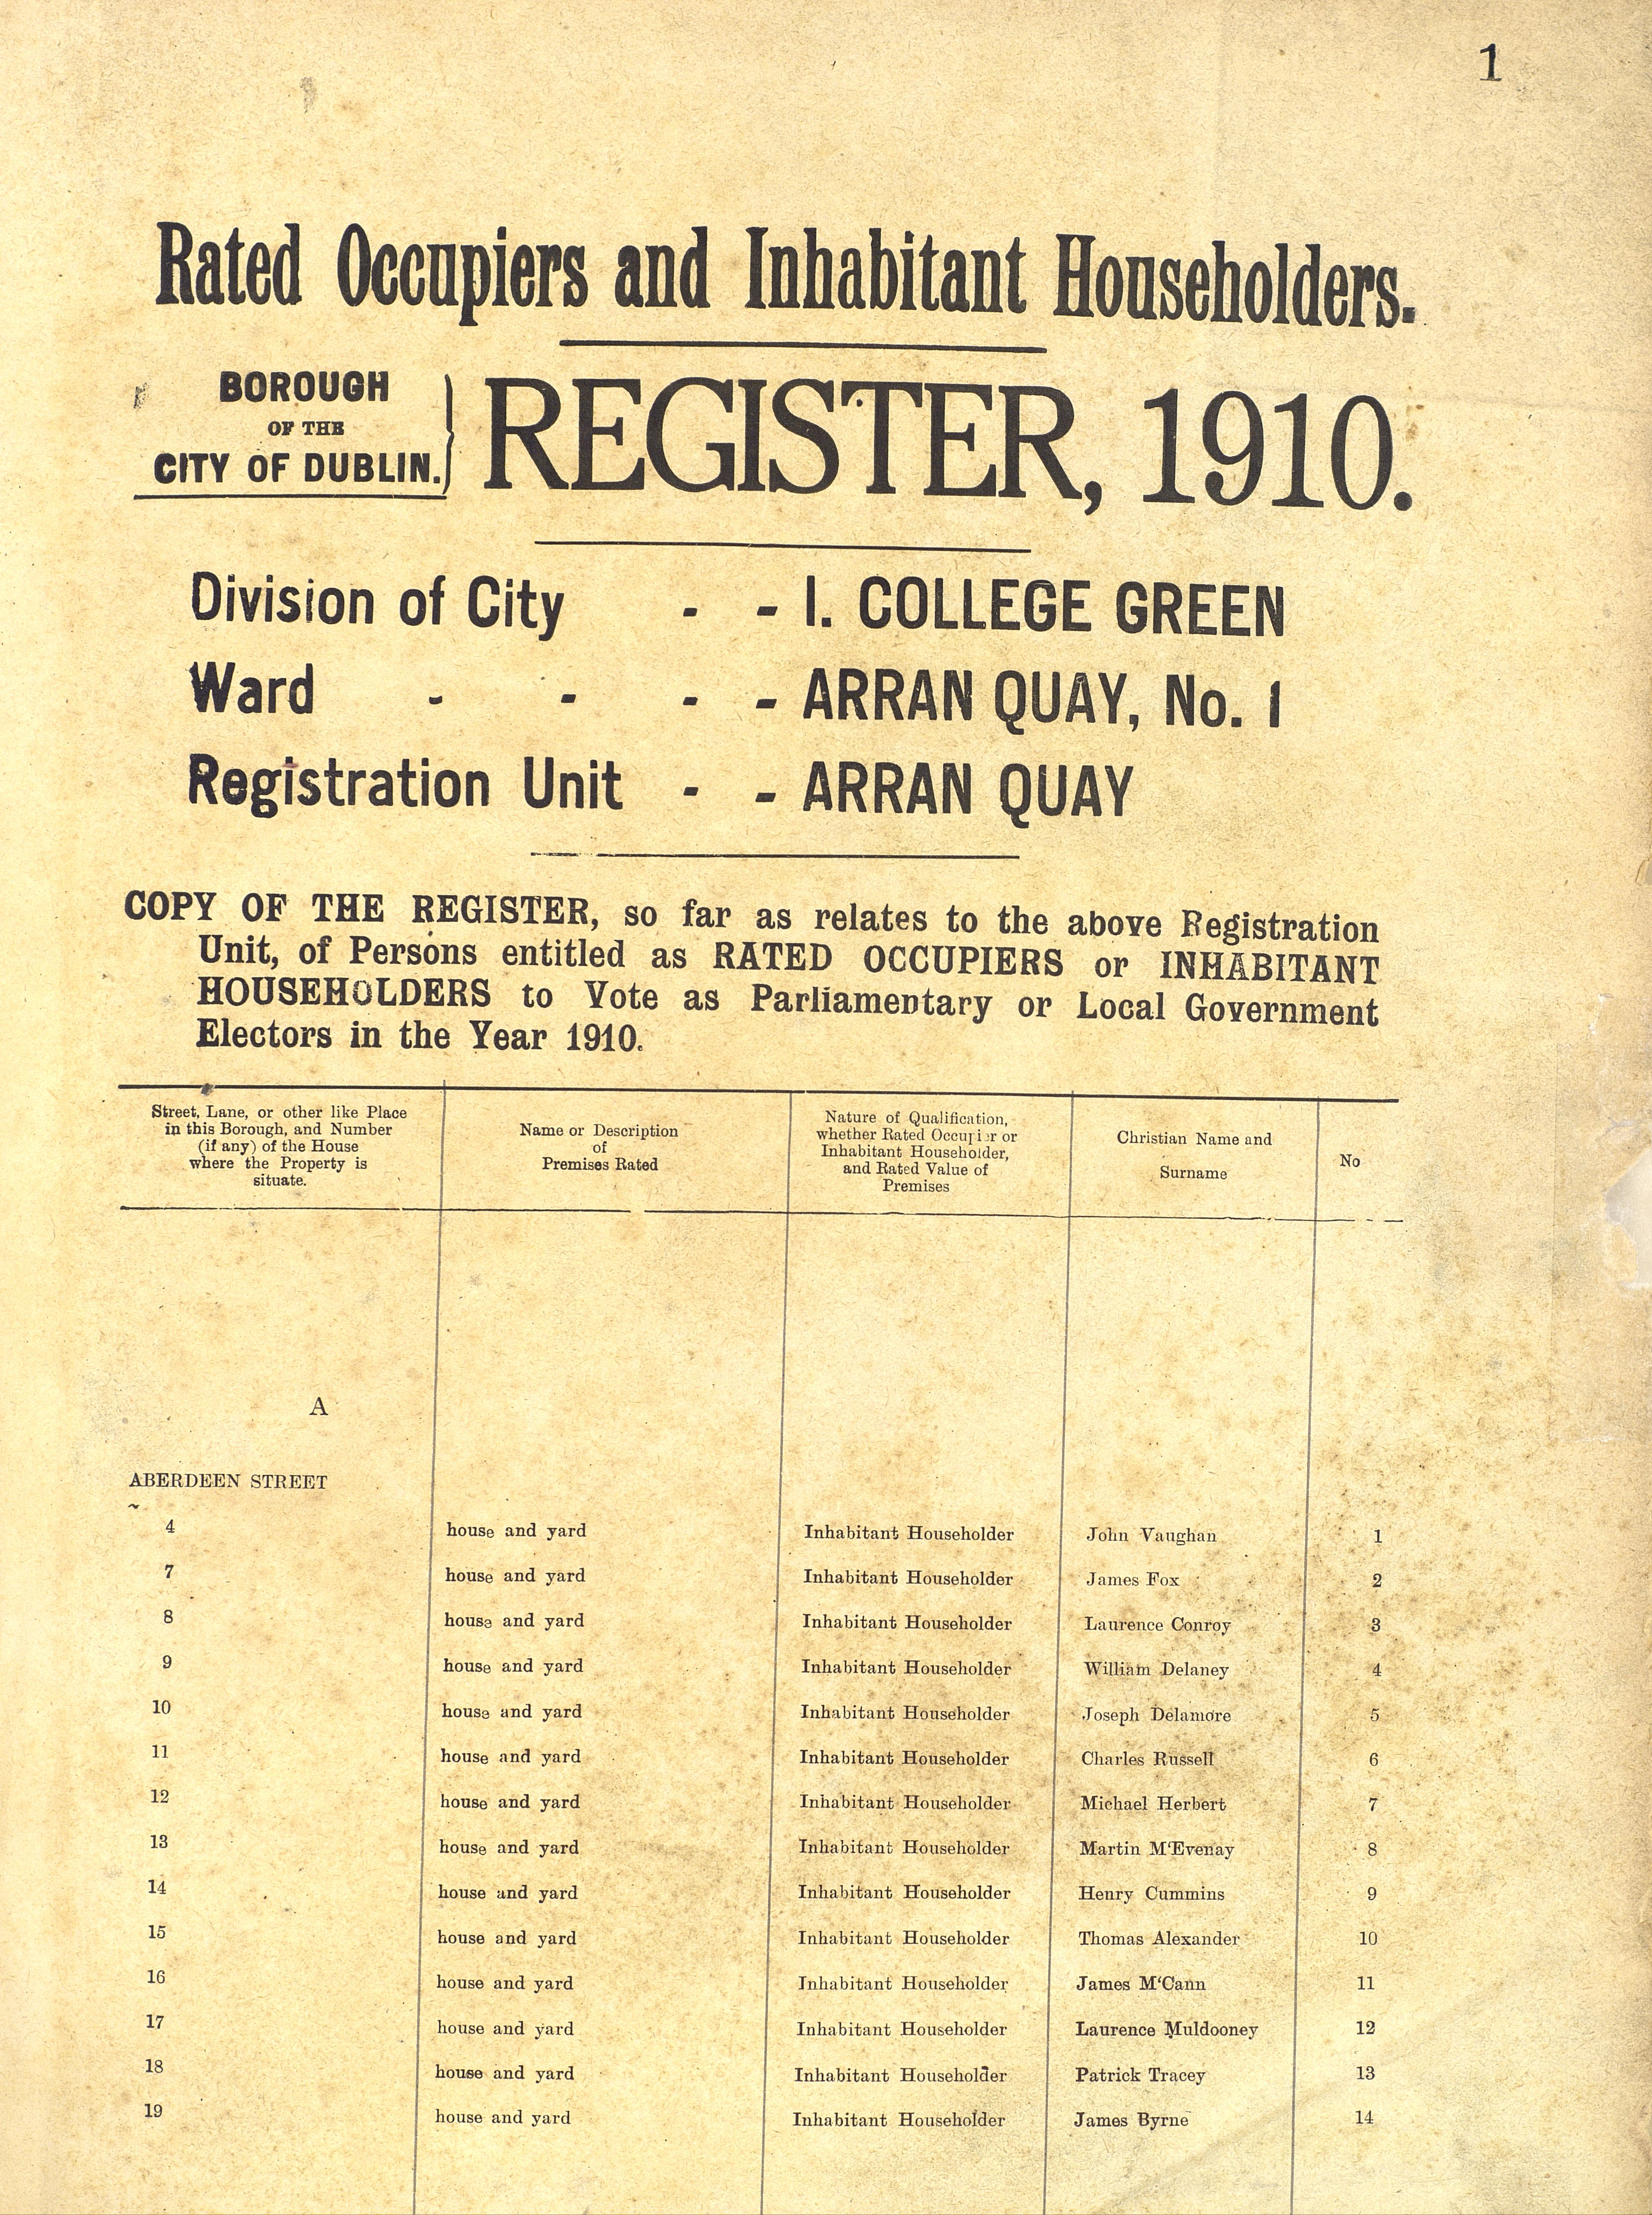 1
Rated Occupiers and Inhabitant Householders.
BOROUGH
OF THE
CITY OF DUBLIN.
REGISTER, 1910.
Division of City - - I. COLLEGE GREEN
Ward - - - - ARRAN QUAY, No. 1
Registration Unit - - ARRAN QUAY
COPY OF THE REGISTER, so far as relates to the above Registration
Unit, of Persons entitled as RATED OCCUPIERS or INHABITANT
HOUSEHOLDERS to Vote as Parliamentary or Local Government
Electors in the Year 1910.
Street, Lane, or other like Place
in this Borough, and Number
(if any) of the House
where the Property is
situate.
Name or Description
of
Premises Rated
Nature of Qualification,
whether Rated Occupier or
Inhabitant Householder,
and Rated Value of
Premises
Christian Name and
Surname
No
A
ABERDEEN STREET
4 house and yard Inhabitant Householder John Vaughan 1
7 house and yard Inhabitant Householder James Fox 2
8 house and yard Inhabitant Householder Laurence Conroy 3
9 house and yard Inhabitant Householder William Delaney 4
10 house and yard Inhabitant Householder Joseph Delamore 5
11 house and yard Inhabitant Householder Charles Russell 6
12 house and yard Inhabitant Householder Michael Herbert 7
13 house and yard Inhabitant Householder Martin M'Evenay 8
14 house and yard Inhabitant Householder Henry Cummins 9
15 house and yard Inhabitant Householder Thomas Alexander 10
16 house and yard Inhabitant Householder James M'Cann 11
17 house and yard Inhabitant Householder Laurence Muldooney 12
18 house and yard Inhabitant Householder Patrick Tracey 13
19 house and yard Inhabitant Householder James Byrne 14